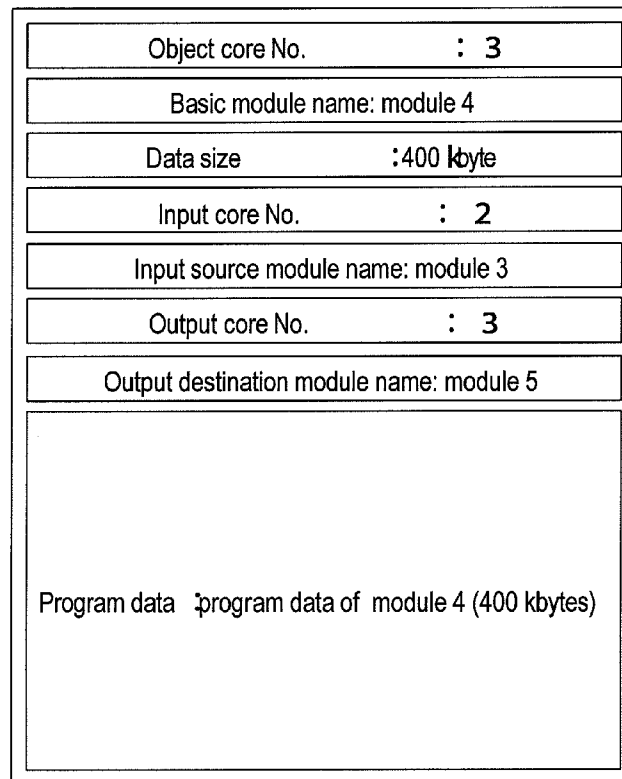 Object core No. : 3
Basic module name: module 4
Data size :400 kbyte
Input core No. : 2
Input source module name: module 3
Output core No. : 3
Output destination module name: module 5
Program data :program data of module 4 (400 kbytes)